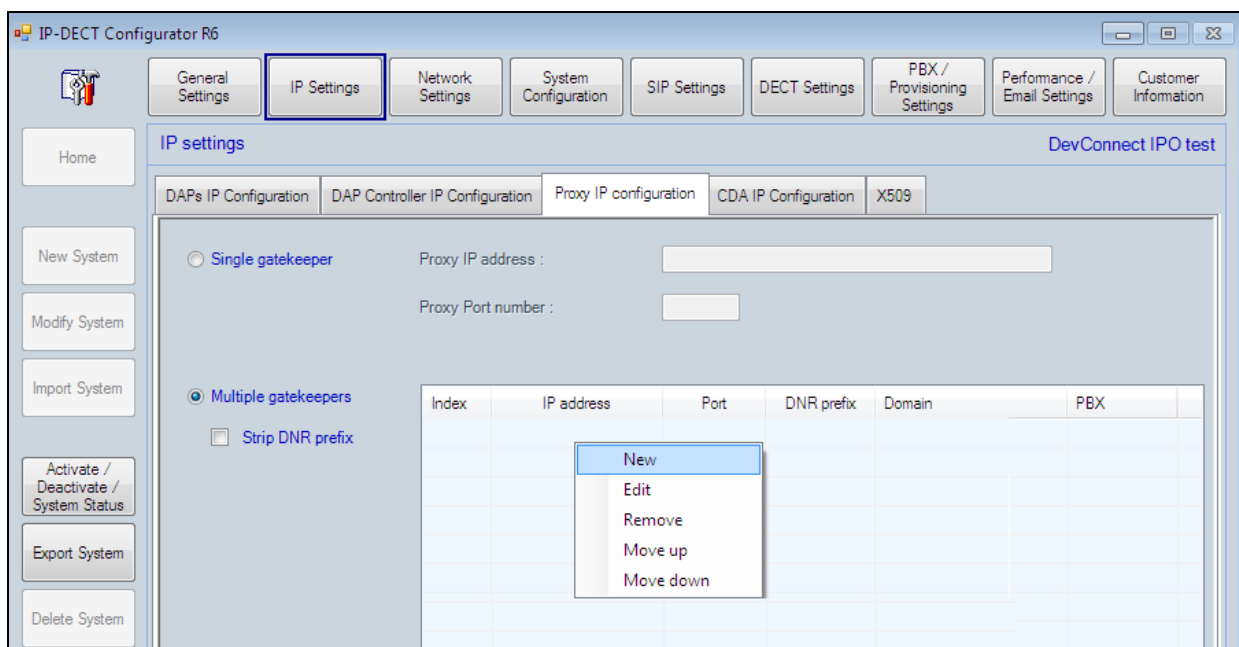 IP-DECT Configurator R6
General
Settings
IP Settings
Network
Settings
System
Configuration
SIP Settings
DECT Settings
PBX /
Provisioning
Settings
Perfomance /
Email Settings
Customer
Information
Home
IP settings
DevConnect IPO test
DAPs IP Configuration
DAP Controller IP Configuration
Proxy IP configuration
CDA IP Configuration
X509
New System
Single gatekeeper
Proxy IP address :
Modify System
Proxy Port number :
Import System
Multiple gatekeepers
Strip DNR prefix
Index
IP address
Port
DNR prefix
Domain
PBX
New
Edit
Remove
Move up
Move down
Activate /
Deactivate /
System Status
Export System
Delete System